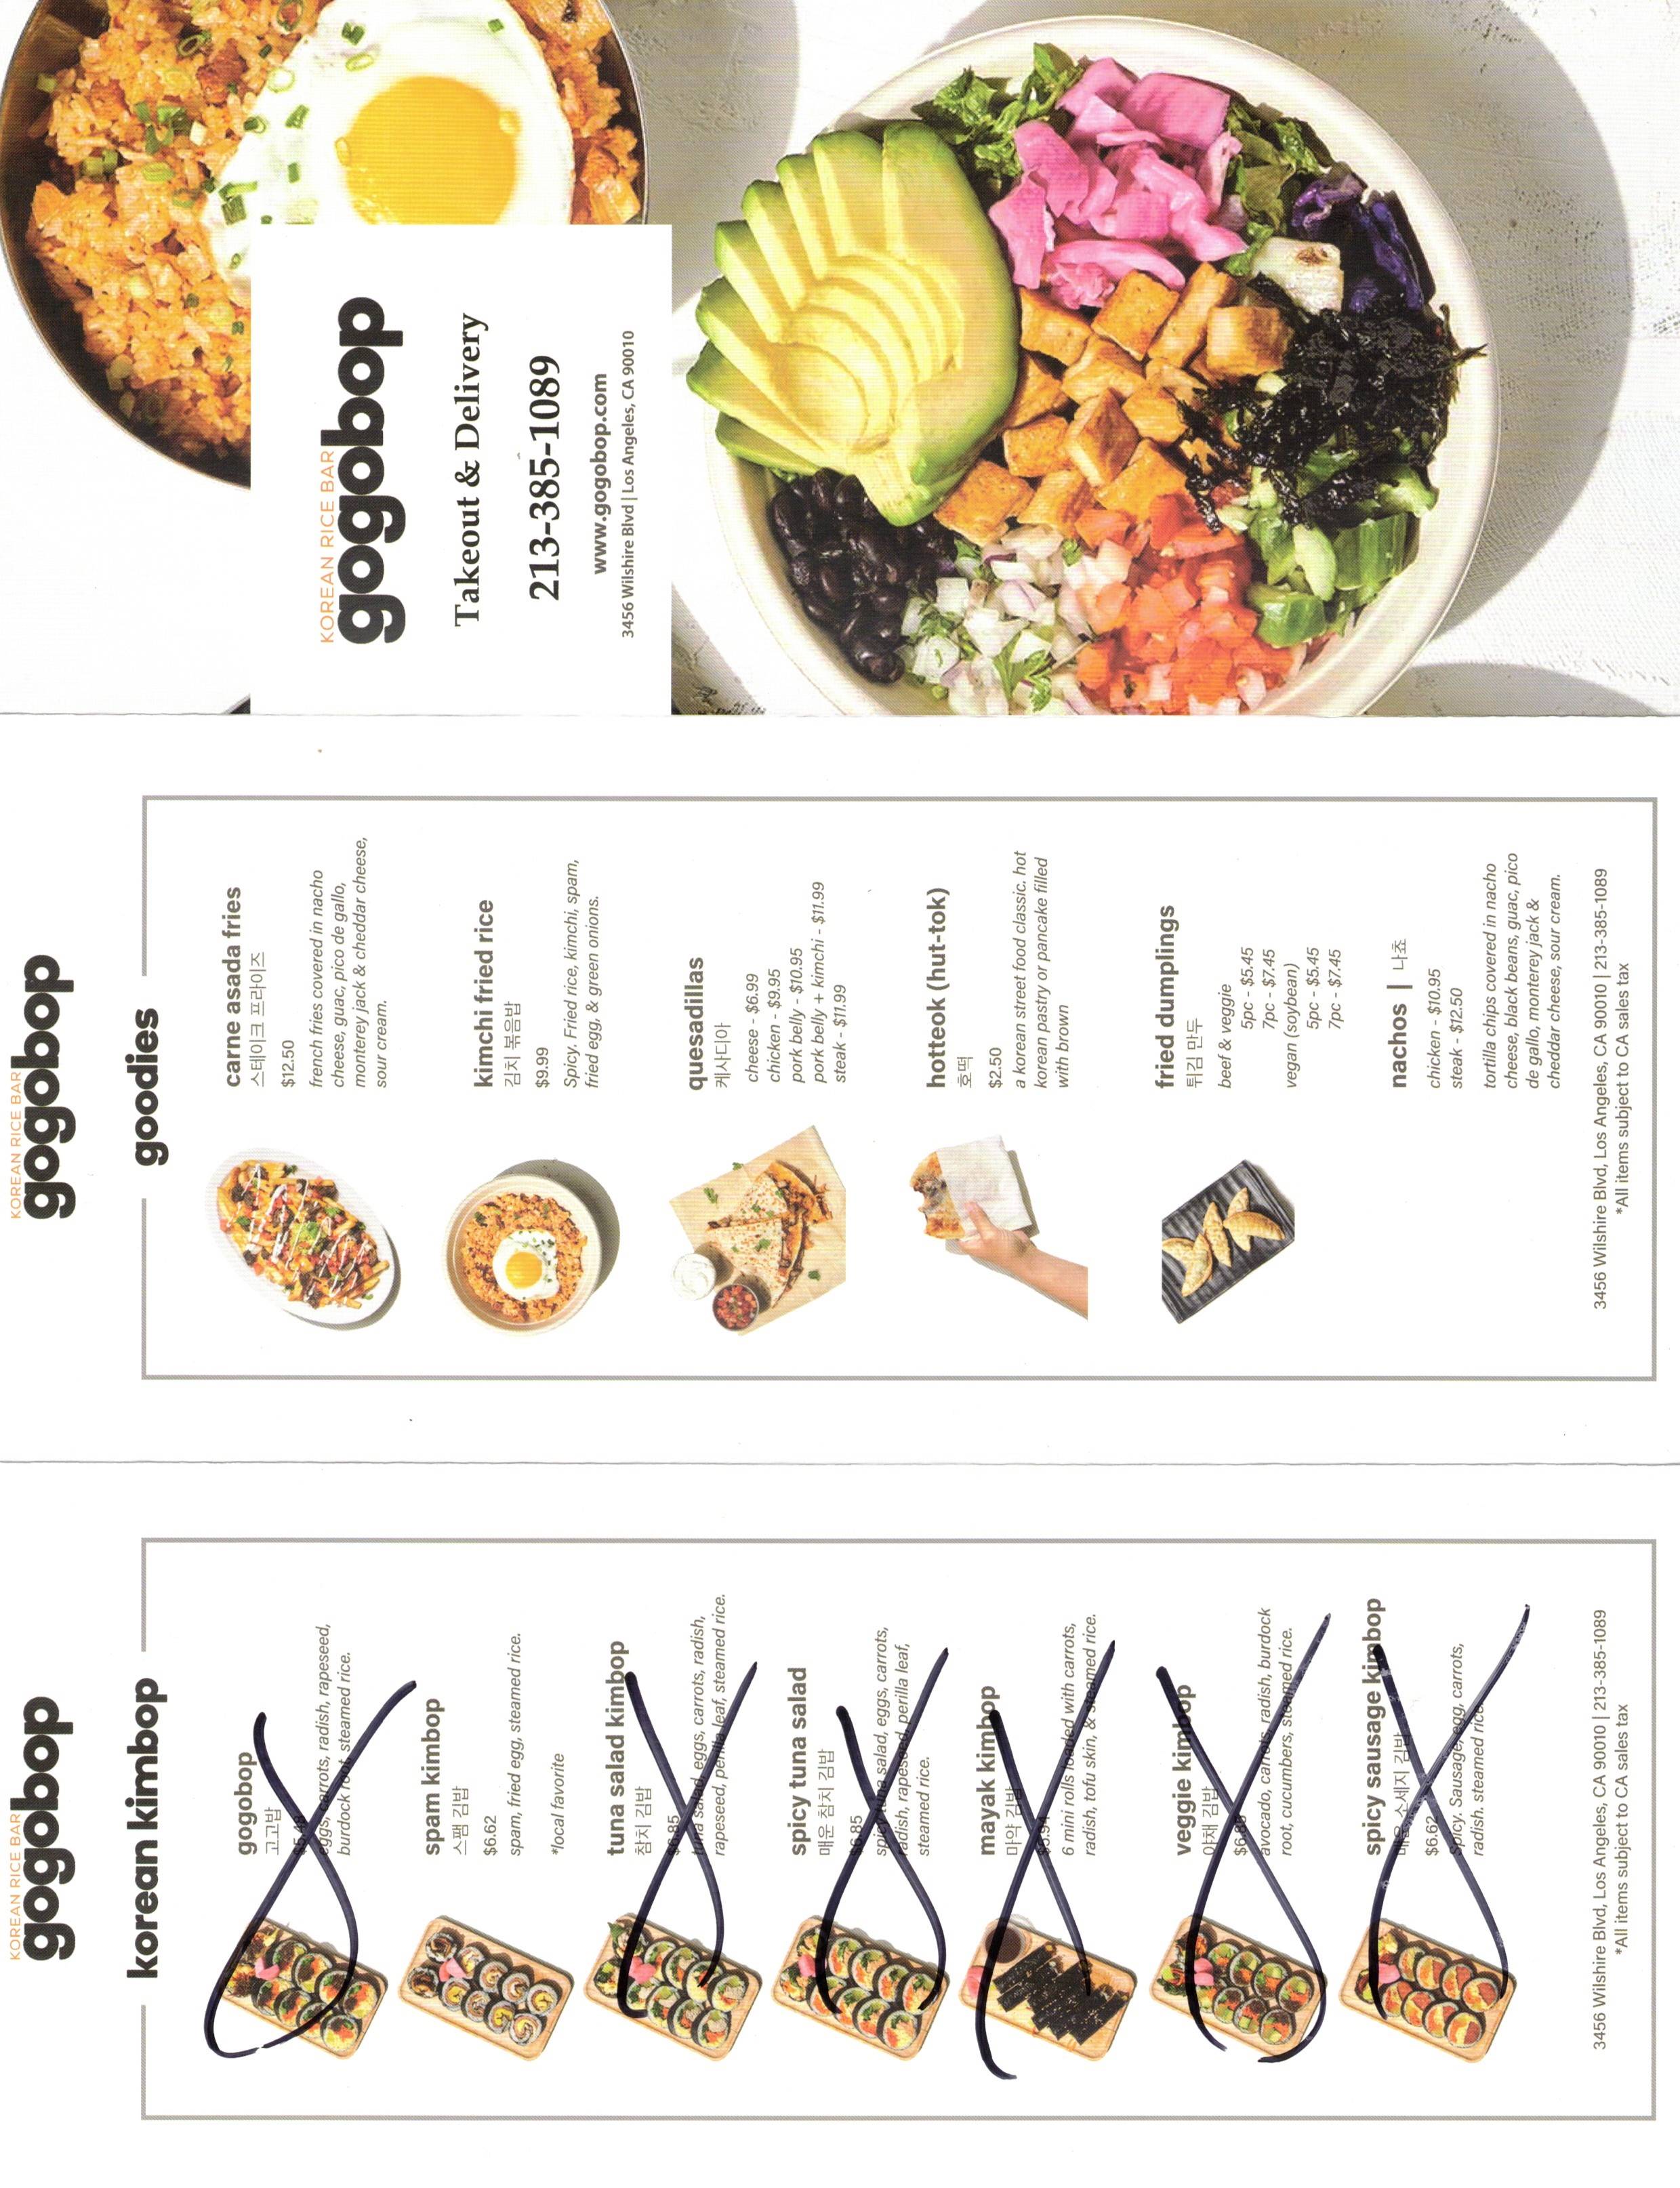 KOREAN RICE BAR
gogobop
korean kimbop
gogobop
고고밥
$5.48
eggs, carrots, radish, rapeseed,
burdock root, steamed rice.
spam kimbop
스팸 김밥
$6.62
spam, fried egg, steamed rice.
*local favorite
tuna salad kimbop
참치 김밥
$6.85
tuna salad, eggs, carrots, radish,
rapeseed, perilla leaf, steamed rice.
spicy tuna salad
매운 참치 김밥
$6.85
spicy tuna salad, eggs, carrots,
radish, rapeseed, perilla leaf,
steamed rice.
mayak kimbop
마약 김밥
$5.94
6 mini rolls loaded with carrots,
radish, tofu skin, & steamed rice.
veggie kimbop
야채 김밥
avocado, carrots, radish, burdock
root, cucumbers, steamed rice.
spicy sausage kimbop
매운 소세지 김밥
$6.62
Spicy. Sausage, egg, carrots,
radish. steamed rice.
3456 Wilshire Blvd, Los Angeles, CA 90010 | 213-385-1089
*All items subject to CA sales tax
KOREAN RICE BAR
gogobop
goodies
carne asada fries
스테이크 프라이즈
$12.50
french fries covered in nacho
cheese, guac, pico de gallo,
monterey jack & cheddar cheese,
sour cream.
kimchi fried rice
김치 볶음밥
$9.99
Spicy. Fried rice, kimchi, spam,
fried egg, & green onions.
quesadillas
케사디아
cheese - $6.99
chicken - $9.95
pork belly - $10.95
pork belly + kimchi - $11.99
steak - $11.99
hotteok (hut-tok)
호떡
$2.50
a korean street food classic. hot
korean pastry or pancake filled
with brown
fried dumplings
튀김 만두
beef & veggie
5pc - $5.45
7pc - $7.45
vegan (soybean)
5pc - $5.45
7pc - $7.45
nachos | 나쵸
chicken - $10.95
steak - $12.50
tortilla chips covered in nacho
cheese, black beans, guac, pico
de gallo, monterey jack &
cheddar cheese, sour cream.
3456 Wilshire Blvd, Los Angeles, CA 90010 | 213-385-1089
*All items subject to CA sales tax
KOREAN RICE BAR
gogobop
Takeout & Delivery
213-385-1089
www.gogobop.com
3456 Wilshire Blvd | Los Angeles, CA 90010